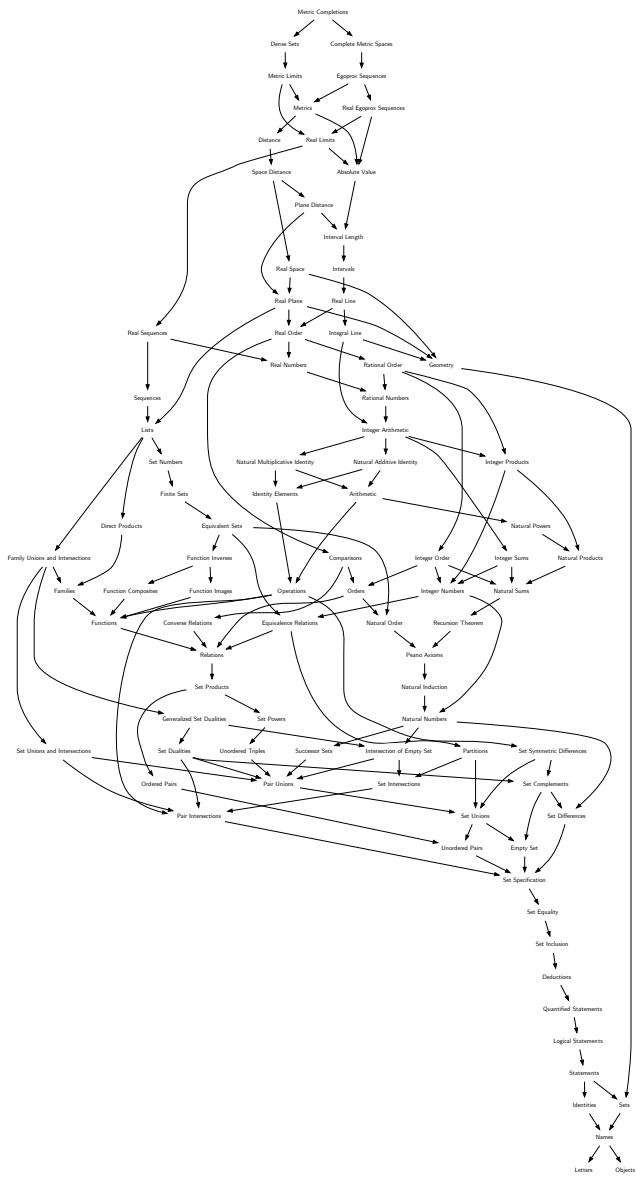 Metric Completions
Dense Sets
Complete Metric Spaces
Metric Limits
Egoprox Sequences
Metrics
Real Egoprox Sequences
Distance
Real Limits
Space Distance
Absolute Value
Plane Distance
Interval Length
Real Space
Intervals
Real Plane
Real Line
Real Sequences
Real Order
Integral Line
Real Numbers
Rational Order
Geometry
Sequences
Rational Numbers
Lists
Integer Arithmetic
Set Numbers
Natural Multiplicative Identity
Natural Additive Identity
Integer Products
Finite Sets
Identity Elements
Arithmetic
Direct Products
Equivalent Sets
Natural Powers
Family Unions and Intersections
Function Inverses
Comparisons
Integer Order
Integer Sums
Natural Products
Families
Function Composites
Function Images
Operations
Orders
Integer Numbers
Natural Sums
Functions
Converse Relations
Equivalence Relations
Natural Order
Recursion Theorem
Relations
Peano Axioms
Set Products
Natural Induction
Generalized Set Dualities
Set Powers
Natural Numbers
Set Unions and Intersections
Set Dualities
Unordered Triples
Successor Sets
Intersection of Empty Set
Partitions
Set Symmetric Differences
Ordered Pairs
Pair Unions
Set Intersections
Set Complements
Pair Intersections
Set Unions
Set Differences
Unordered Pairs
Empty Set
Set Specification
Set Equality
Set Inclusion
Deductions
Quantified Statements
Logical Statements
Statements
Identities
Sets
Names
Letters
Objects